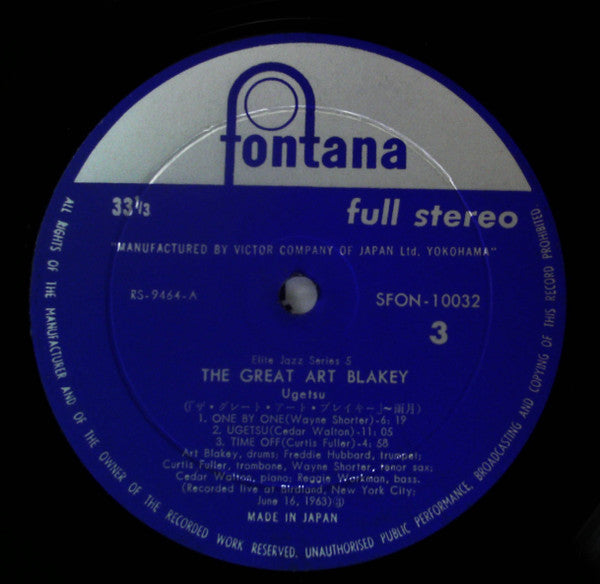 fontana
33 1/3
full stereo
"MANUFACTURED BY VICTOR COMPANY OF JAPAN Ltd. YOKOHAMA"
RS-9464-A
SFON-10032
3
Elite Jazz Series 5
THE GREAT ART BLAKEY
Ugetsu
(「ザ・グレート・アート・ブレイキー」〜雨月)
1. ONE BY ONE(Wayne Shorter)-6: 19
2. UGETSU(Cedar Walton)-11: 05
3. TIME OFF(Curtis Fuller)-4: 58
Art Blakey, drums; Freddie Hubbard, trumpet;
Curtis Fuller, trombone, Wayne Shorter, tenor sax;
Cedar Walton, piano; Reggie Workman, bass.
(Recorded live at Birdland, New York City;
June 16, 1963)
MADE IN JAPAN
ALL RIGHTS OF THE MANUFACTURER AND OF THE OWNER OF THE RECORDED WORK RESERVED. UNAUTHORISED PUBLIC PERFORMANCE, BROADCASTING AND COPYING OF THIS RECORD PROHIBITED.